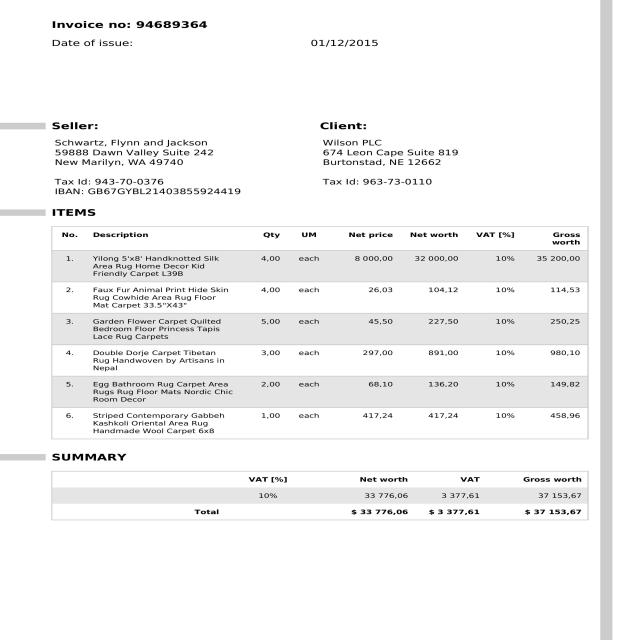 Invoice no: 94689364
Date of issue: 01/12/2015
Seller: Client:
Schwartz, Flynn and Jackson Wilson PLC
59888 Dawn Valley Suite 242 674 Leon Cape Suite 819
New Marilyn, WA 49740 Burtonstad, NE 12662
Tax Id: 943-70-0376 Tax Id: 963-73-0110
IBAN: GB67GYBL21403855924419
ITEMS
No. Description Qty UM Net price Net worth VAT [%] Gross
worth
1. Yilong 5'x8' Handknotted Silk 4,00 each 8 000,00 32 000,00 10% 35 200,00
Area Rug Home Decor Kid
Friendly Carpet L39B
2. Faux Fur Animal Print Hide Skin 4,00 each 26,03 104,12 10% 114,53
Rug Cowhide Area Rug Floor
Mat Carpet 33.5"X43"
3. Garden Flower Carpet Quilted 5,00 each 45,50 227,50 10% 250,25
Bedroom Floor Princess Tapis
Lace Rug Carpets
4. Double Dorje Carpet Tibetan 3,00 each 297,00 891,00 10% 980,10
Rug Handwoven by Artisans in
Nepal
5. Egg Bathroom Rug Carpet Area 2,00 each 68,10 136,20 10% 149,82
Rugs Rug Floor Mats Nordic Chic
Room Decor
6. Striped Contemporary Gabbeh 1,00 each 417,24 417,24 10% 458,96
Kashkoli Oriental Area Rug
Handmade Wool Carpet 6x8
SUMMARY
VAT [%] Net worth VAT Gross worth
10% 33 776,06 3 377,61 37 153,67
Total $ 33 776,06 $ 3 377,61 $ 37 153,67